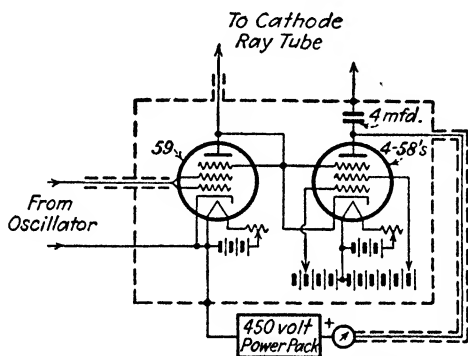 To Cathode
Ray Tube
4 mfd.
59
4-58's
From
Oscillator
450 volt
Power Pack
+